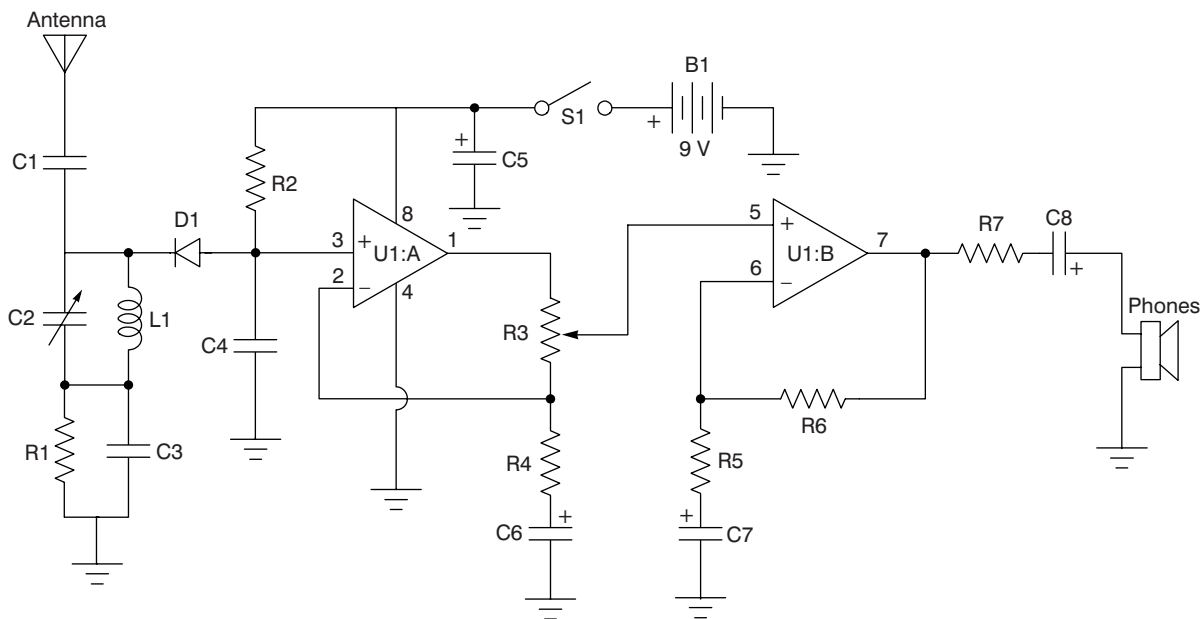 Antenna
B1
S1
+
9 V
C1
R2
+
C5
D1
8
3
+
U1:A
1
2
−
4
5
+
U1:B
7
6
−
R7
C8
+
Phones
C2
L1
C4
R3
R6
R1
C3
R4
R5
C6
+
+
C7